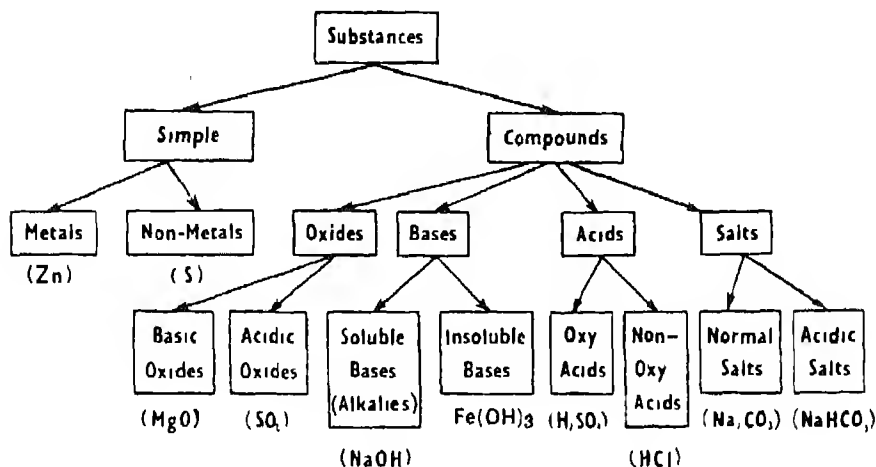 Substances
Simple
Compounds
Metals
Non-Metals
Oxides
Bases
Acids
Salts
(Zn)
(S)
Basic
Oxides
Acidic
Oxides
Soluble
Bases
(Alkalies)
Insoluble
Bases
Oxy
Acids
Non-
Oxy
Acids
Normal
Salts
Acidic
Salts
(MgO)
(SO₂)
(NaOH)
Fe(OH)₃
(H₂SO₄)
(HCl)
(Na₂CO₃)
(NaHCO₃)